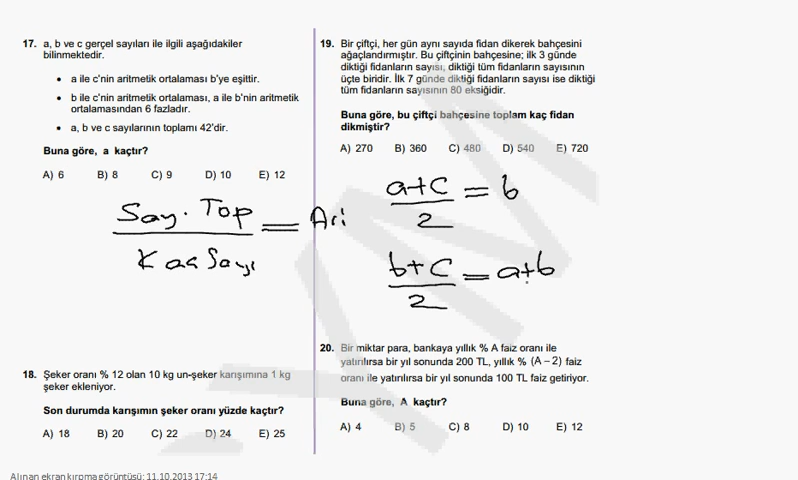 17. a, b ve c gerçel sayıları ile ilgili aşağıdakiler
bilinmektedir.
• a ile c'nin aritmetik ortalaması b'ye eşittir.
• b ile c'nin aritmetik ortalaması, a ile b'nin aritmetik
ortalamasından 6 fazladır.
• a, b ve c sayılarının toplamı 42'dir.
Buna göre, a kaçtır?
A) 6 B) 8 C) 9 D) 10 E) 12
Say. Top
Kaç Sayı
= Ari
18. Şeker oranı % 12 olan 10 kg un-şeker karışımına 1 kg
şeker ekleniyor.
Son durumda karışımın şeker oranı yüzde kaçtır?
A) 18 B) 20 C) 22 D) 24 E) 25
19. Bir çiftçi, her gün aynı sayıda fidan dikerek bahçesini
ağaçlandırmıştır. Bu çiftçinin bahçesine; ilk 3 günde
diktiği fidanların sayısı, diktiği tüm fidanların sayısının
üçte biridir. İlk 7 günde diktiği fidanların sayısı ise diktiği
tüm fidanların sayısının 80 eksiğidir.
Buna göre, bu çiftçi bahçesine toplam kaç fidan
dikmiştir?
A) 270 B) 360 C) 480 D) 540 E) 720
a+c
2
= b
b+c
2
= a+b
20. Bir miktar para, bankaya yıllık % A faiz oranı ile
yatırılırsa bir yıl sonunda 200 TL, yıllık % (A – 2) faiz
oranı ile yatırılırsa bir yıl sonunda 100 TL faiz getiriyor.
Buna göre, A kaçtır?
A) 4 B) 5 C) 8 D) 10 E) 12
Alınan ekran kırpma görüntüsü: 11.10.2013 17:14